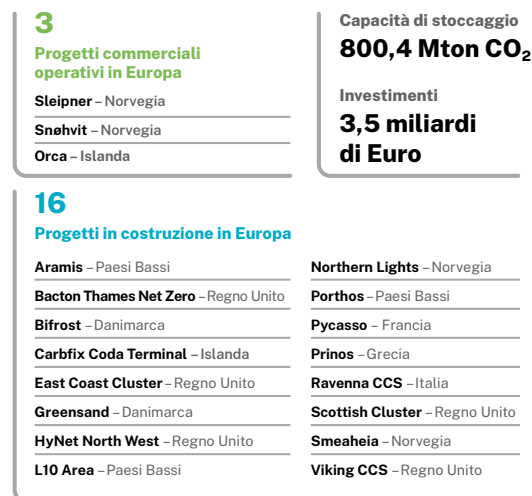 3
Progetti commerciali
operativi in Europa
Sleipner – Norvegia
Snøhvit – Norvegia
Orca – Islanda
Capacità di stoccaggio
800,4 Mton CO₂
Investimenti
3,5 miliardi
di Euro
16
Progetti in costruzione in Europa
Aramis – Paesi Bassi
Bacton Thames Net Zero – Regno Unito
Bifrost – Danimarca
Carbfix Coda Terminal – Islanda
East Coast Cluster – Regno Unito
Greensand – Danimarca
HyNet North West – Regno Unito
L10 Area – Paesi Bassi
Northern Lights – Norvegia
Porthos – Paesi Bassi
Pycasso – Francia
Prinos – Grecia
Ravenna CCS – Italia
Scottish Cluster – Regno Unito
Smeaheia – Norvegia
Viking CCS – Regno Unito